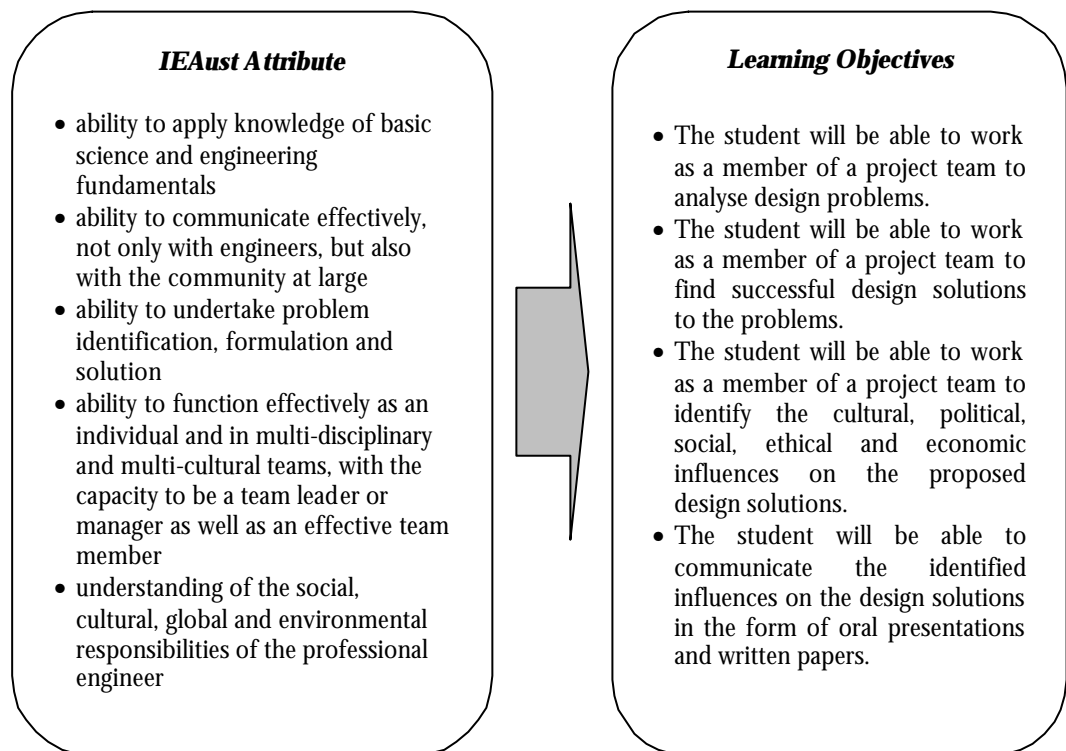 IEAust Attribute
• ability to apply knowledge of basic
science and engineering
fundamentals
• ability to communicate effectively,
not only with engineers, but also
with the community at large
• ability to undertake problem
identification, formulation and
solution
• ability to function effectively as an
individual and in multi-disciplinary
and multi-cultural teams, with the
capacity to be a team leader or
manager as well as an effective team
member
• understanding of the social,
cultural, global and environmental
responsibilities of the professional
engineer
Learning Objectives
• The student will be able to work
as a member of a project team to
analyse design problems.
• The student will be able to work
as a member of a project team to
find successful design solutions
to the problems.
• The student will be able to work
as a member of a project team to
identify the cultural, political,
social, ethical and economic
influences on the proposed
design solutions.
• The student will be able to
communicate the identified
influences on the design solutions
in the form of oral presentations
and written papers.